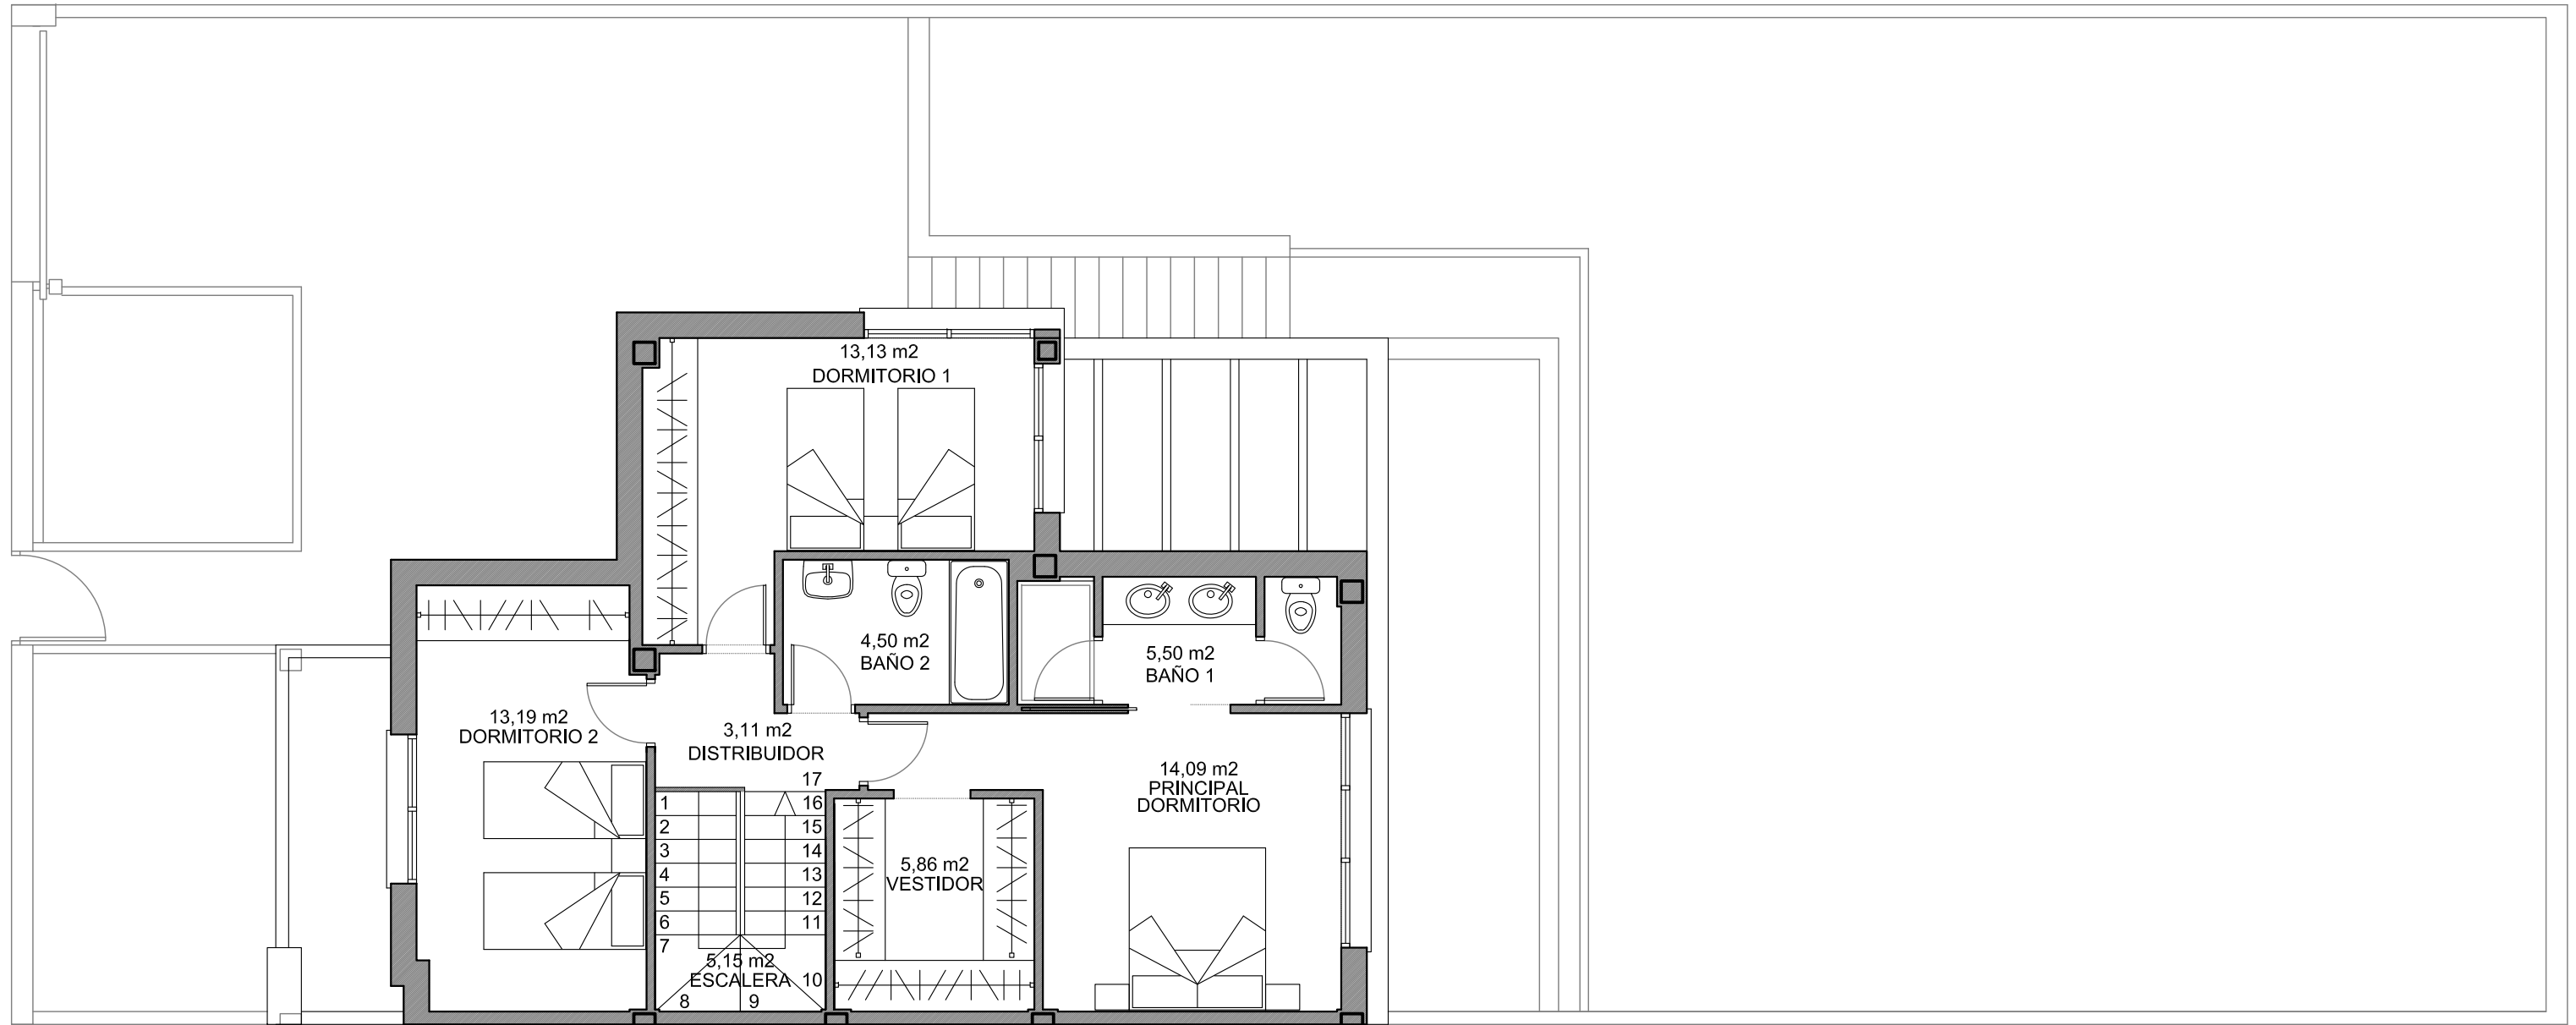 13,13 m2
DORMITORIO 1
4,50 m2
BAÑO 2
5,50 m2
BAÑO 1
13,19 m2
DORMITORIO 2
3,11 m2
DISTRIBUIDOR
14,09 m2
PRINCIPAL
DORMITORIO
17
1
16
2
15
3
14
4
13
5
12
6
11
7
5,86 m2
VESTIDOR
5,15 m2
ESCALERA
10
8
9